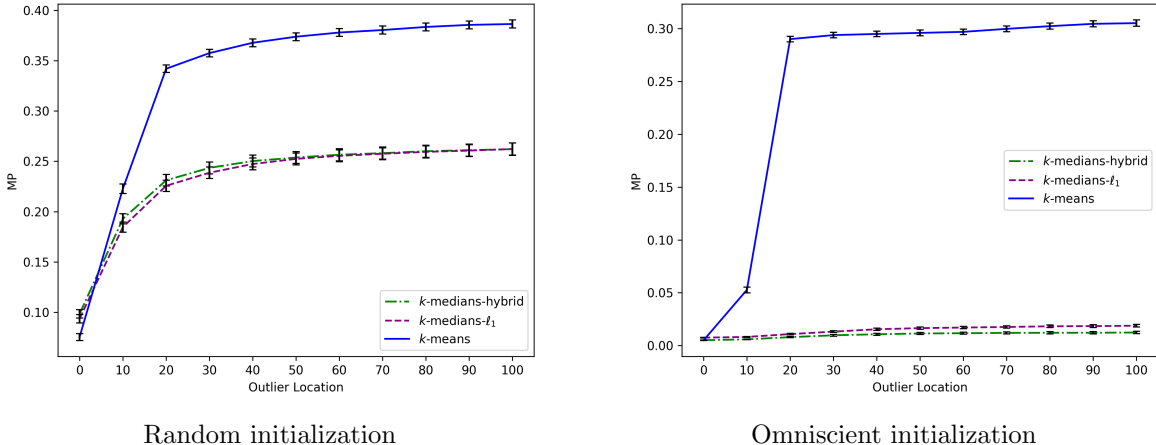 0.40
0.35
0.30
0.25
0.20
0.15
0.10
MP
0 10 20 30 40 50 60 70 80 90 100
Outlier Location
k-medians-hybrid
k-medians-ℓ₁
k-means
Random initialization
0.30
0.25
0.20
0.15
0.10
0.05
0.00
MP
0 10 20 30 40 50 60 70 80 90 100
Outlier Location
k-medians-hybrid
k-medians-ℓ₁
k-means
Omniscient initialization